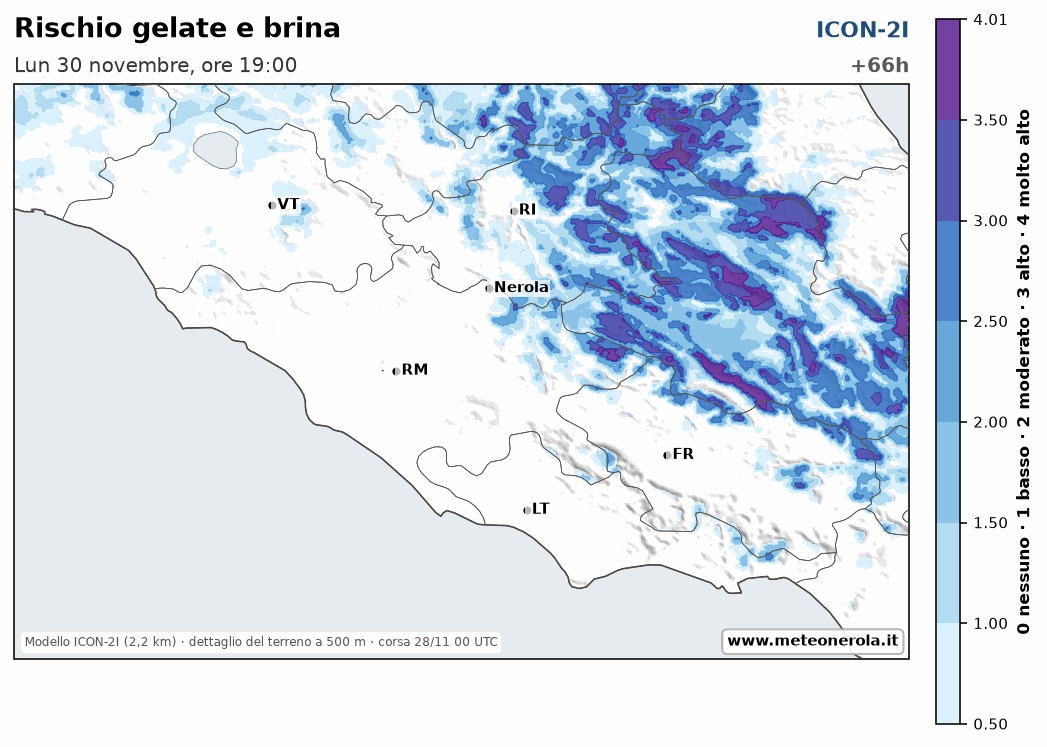 Rischio gelate e brina
ICON-2I
Lun 30 novembre, ore 19:00
+66h
VT
RI
Nerola
RM
FR
LT
Modello ICON-2I (2,2 km) · dettaglio del terreno a 500 m · corsa 28/11 00 UTC
www.meteonerola.it
4.01
3.50
3.00
2.50
2.00
1.50
1.00
0.50
0 nessuno · 1 basso · 2 moderato · 3 alto · 4 molto alto